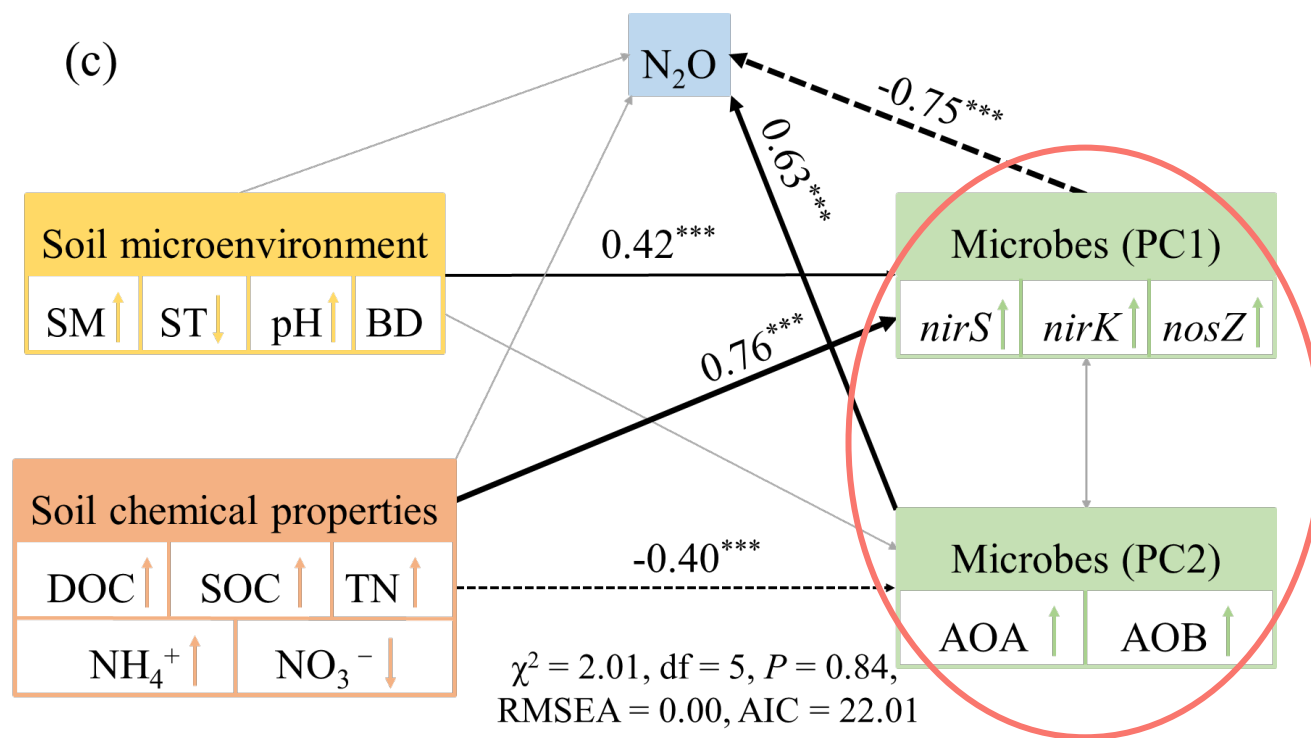 (c)
N₂O
-0.75***
0.63***
Soil microenvironment
SM ST pH BD
0.42***
Microbes (PC1)
nirS nirK nosZ
0.76***
Soil chemical properties
DOC SOC TN
NH₄⁺ NO₃⁻
-0.40***
Microbes (PC2)
AOA AOB
χ² = 2.01, df = 5, P = 0.84,
RMSEA = 0.00, AIC = 22.01